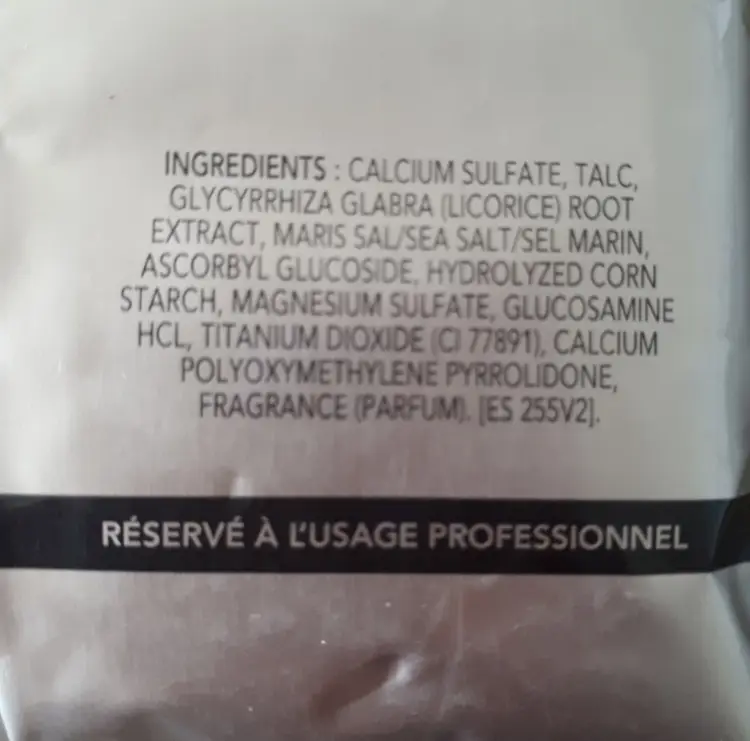 INGREDIENTS : CALCIUM SULFATE, TALC,
GLYCYRRHIZA GLABRA (LICORICE) ROOT
EXTRACT, MARIS SAL/SEA SALT/SEL MARIN,
ASCORBYL GLUCOSIDE, HYDROLYZED CORN
STARCH, MAGNESIUM SULFATE, GLUCOSAMINE
HCL, TITANIUM DIOXIDE (CI 77891), CALCIUM
POLYOXYMETHYLENE PYRROLIDONE,
FRAGRANCE (PARFUM). [ES 255V2].
RÉSERVÉ À L'USAGE PROFESSIONNEL